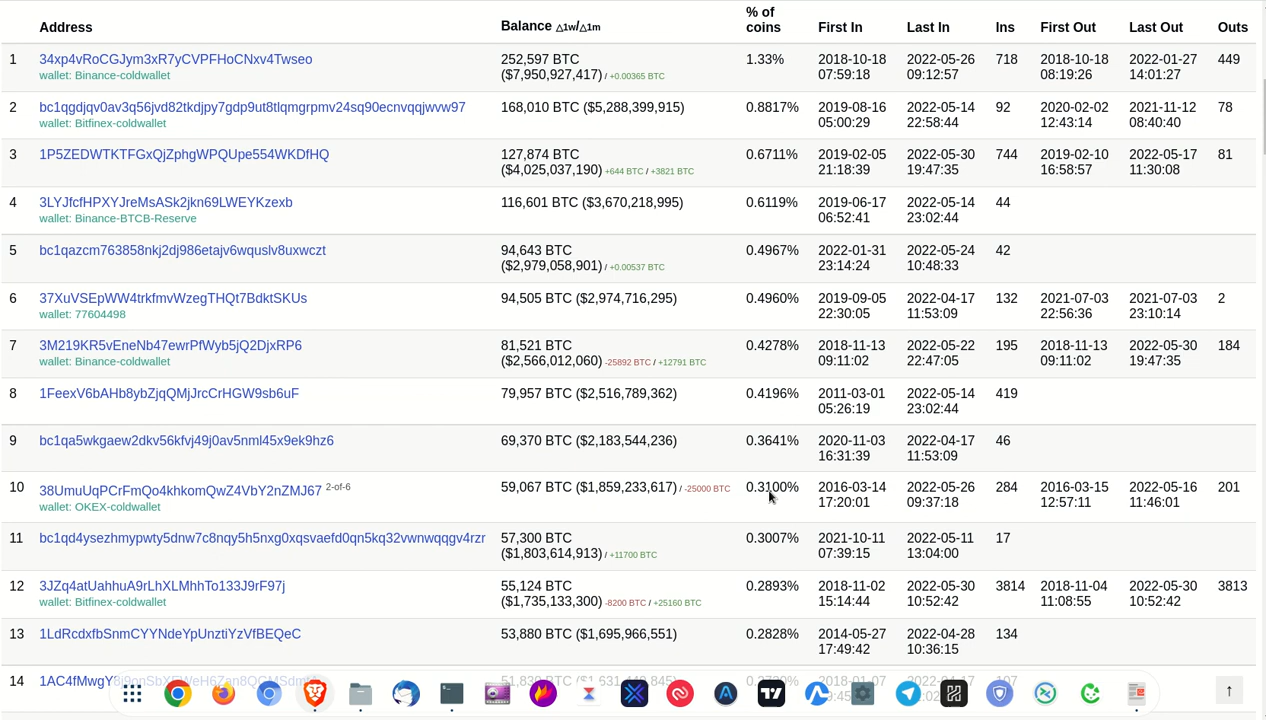 Address Balance △1w/△1m % of coins First In Last In Ins First Out Last Out Outs
1 34xp4vRoCGJym3xR7yCVPFHoCNxv4Twseo 252,597 BTC 1.33% 2018-10-18 2022-05-26 718 2018-10-18 2022-01-27 449
wallet: Binance-coldwallet ($7,950,927,417) / +0.00365 BTC 07:59:18 09:12:57 08:19:26 14:01:27
2 bc1qgdjqv0av3q56jvd82tkdjpy7gdp9ut8tlqmgrpmv24sq90ecnvqqjwvw97 168,010 BTC ($5,288,399,915) 0.8817% 2019-08-16 2022-05-14 92 2020-02-02 2021-11-12 78
wallet: Bitfinex-coldwallet 05:00:29 22:58:44 12:43:14 08:40:40
3 1P5ZEDWTKTFGxQjZphgWPQUpe554WKDfHQ 127,874 BTC 0.6711% 2019-02-05 2022-05-30 744 2019-02-10 2022-05-17 81
($4,025,037,190) +644 BTC / +3821 BTC 21:18:39 19:47:35 16:58:57 11:30:08
4 3LYJfcfHPXYJreMsASk2jkn69LWEYKzexb 116,601 BTC ($3,670,218,995) 0.6119% 2019-06-17 2022-05-14 44
wallet: Binance-BTCB-Reserve 06:52:41 23:02:44
5 bc1qazcm763858nkj2dj986etajv6wquslv8uxwczt 94,643 BTC 0.4967% 2022-01-31 2022-05-24 42
($2,979,058,901) / +0.00537 BTC 23:14:24 10:48:33
6 37XuVSEpWW4trkfmvWzegTHQt7BdktSKUs 94,505 BTC ($2,974,716,295) 0.4960% 2019-09-05 2022-04-17 132 2021-07-03 2021-07-03 2
wallet: 77604498 22:30:05 11:53:09 22:56:36 23:10:14
7 3M219KR5vEneNb47ewrPfWyb5jQ2DjxRP6 81,521 BTC 0.4278% 2018-11-13 2022-05-22 195 2018-11-13 2022-05-30 184
wallet: Binance-coldwallet ($2,566,012,060) -25892 BTC / +12791 BTC 09:11:02 22:47:05 09:11:02 19:47:35
8 1FeexV6bAHb8ybZjqQMjJrcCrHGW9sb6uF 79,957 BTC ($2,516,789,362) 0.4196% 2011-03-01 2022-05-14 419
05:26:19 23:02:44
9 bc1qa5wkgaew2dkv56kfvj49j0av5nml45x9ek9hz6 69,370 BTC ($2,183,544,236) 0.3641% 2020-11-03 2022-04-17 46
16:31:39 11:53:09
10 38UmuUqPCrFmQo4khkomQwZ4VbY2nZMJ67 2-of-6 59,067 BTC ($1,859,233,617) / -25000 BTC 0.3100% 2016-03-14 2022-05-26 284 2016-03-15 2022-05-16 201
wallet: OKEX-coldwallet 17:20:01 09:37:18 12:57:11 11:46:01
11 bc1qd4ysezhmypwty5dnw7c8nqy5h5nxg0xqsvaefd0qn5kq32vwnwqqgv4rzr 57,300 BTC 0.3007% 2021-10-11 2022-05-11 17
($1,803,614,913) / +11700 BTC 07:39:15 13:04:00
12 3JZq4atUahhuA9rLhXLMhhTo133J9rF97j 55,124 BTC 0.2893% 2018-11-02 2022-05-30 3814 2018-11-04 2022-05-30 3813
wallet: Bitfinex-coldwallet ($1,735,133,300) -8200 BTC / +25160 BTC 15:14:44 10:52:42 11:08:55 10:52:42
13 1LdRcdxfbSnmCYYNdeYpUnztiYzVfBEQeC 53,880 BTC ($1,695,966,551) 0.2828% 2014-05-27 2022-04-28 134
17:49:42 10:36:15
14